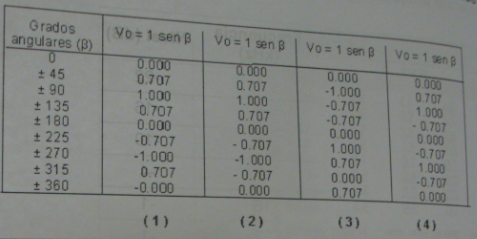 Grados angulares (β) Vo = 1 sen β Vo = 1 sen β Vo = 1 sen β Vo = 1 sen β
0 0.000 0.000 0.000 0.000
± 45 0.707 0.707 -1.000 0.707
± 90 1.000 1.000 -0.707 1.000
± 135 0.707 0.707 -0.707 - 0.707
± 180 0.000 0.000 0.000 0.000
± 225 -0.707 - 0.707 1.000 -0.707
± 270 -1.000 -1.000 0.707 1.000
± 315 0.707 - 0.707 0.000 -0.707
± 360 -0.000 0.000 0.707 0.000
(1) (2) (3) (4)